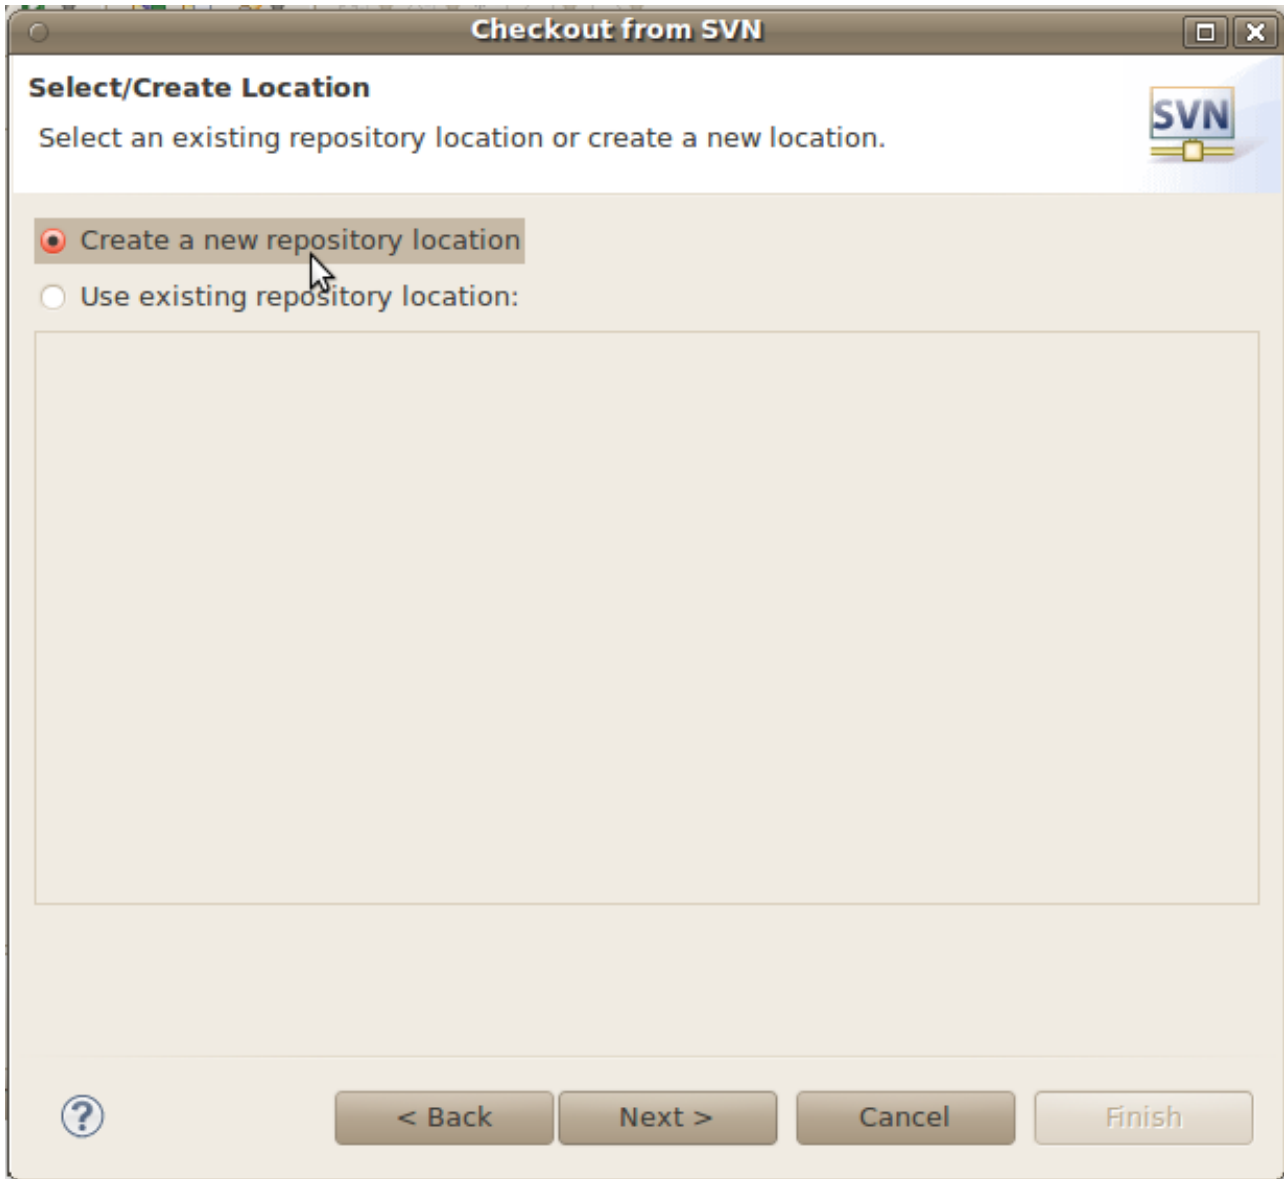 Checkout from SVN
Select/Create Location
Select an existing repository location or create a new location.
SVN
Create a new repository location
Use existing repository location:
?
< Back
Next >
Cancel
Finish